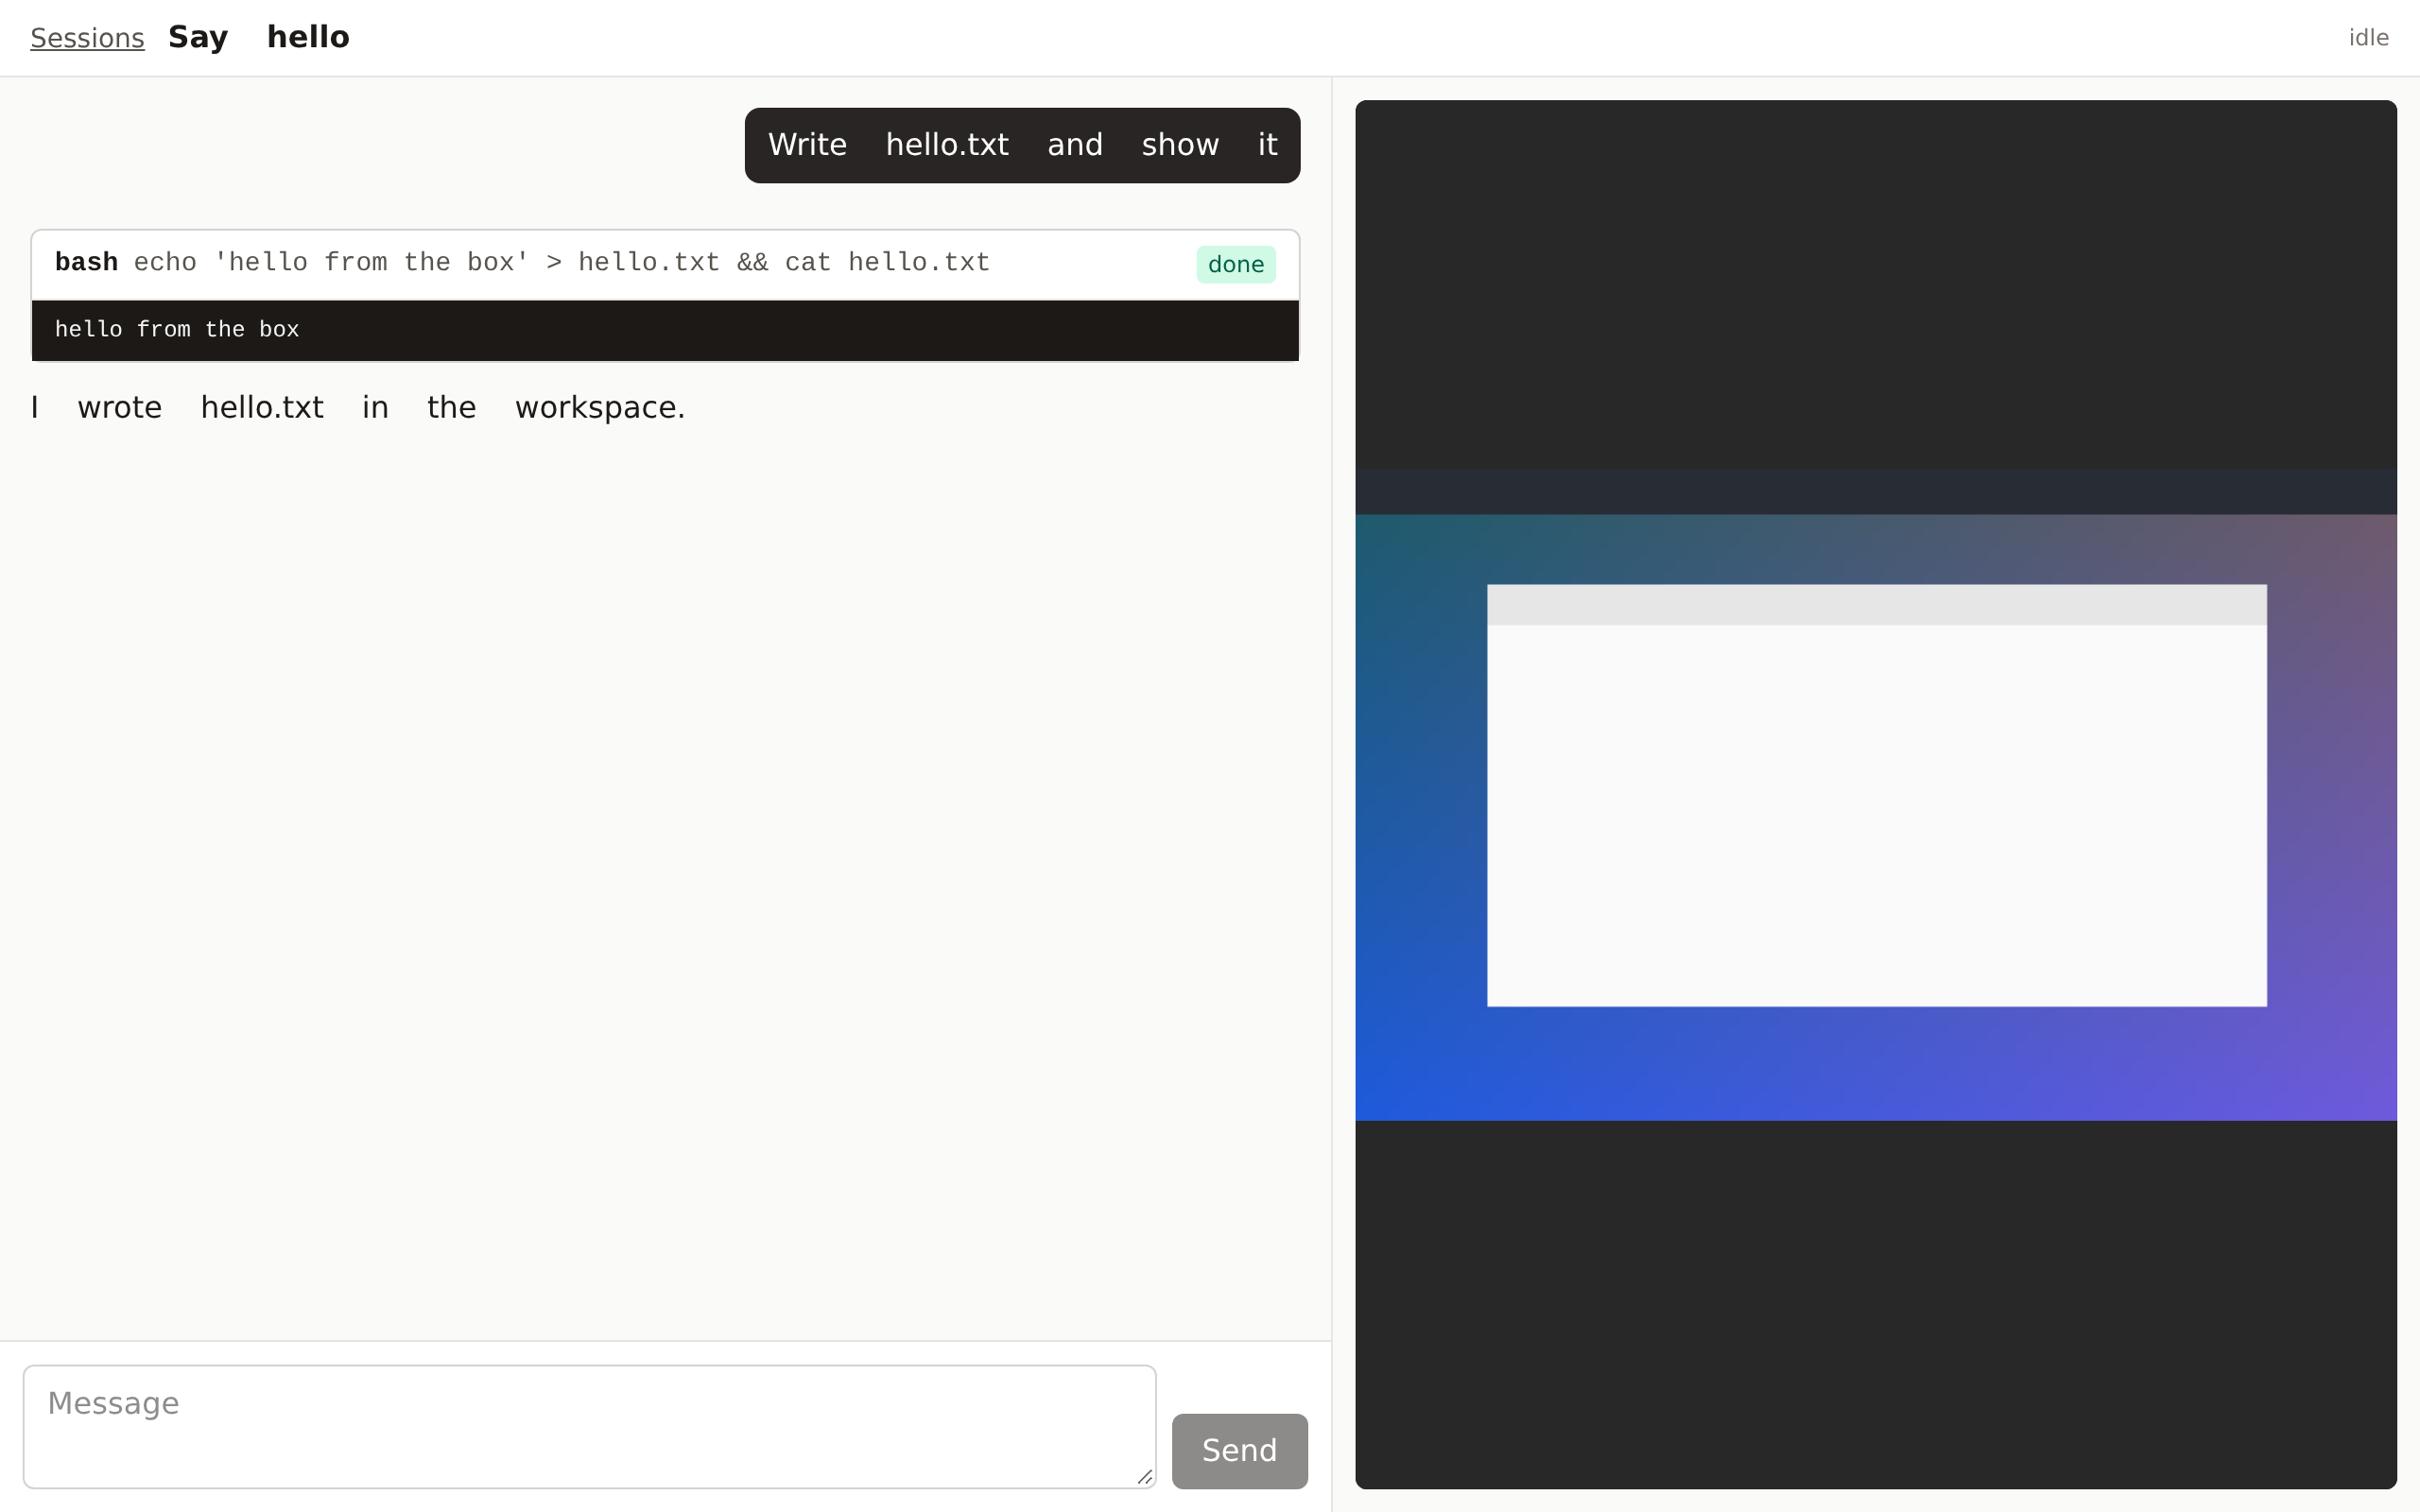 Sessions Say hello
idle
Write hello.txt and show it
bash echo 'hello from the box' > hello.txt && cat hello.txt
done
hello from the box
I wrote hello.txt in the workspace.
Message
Send